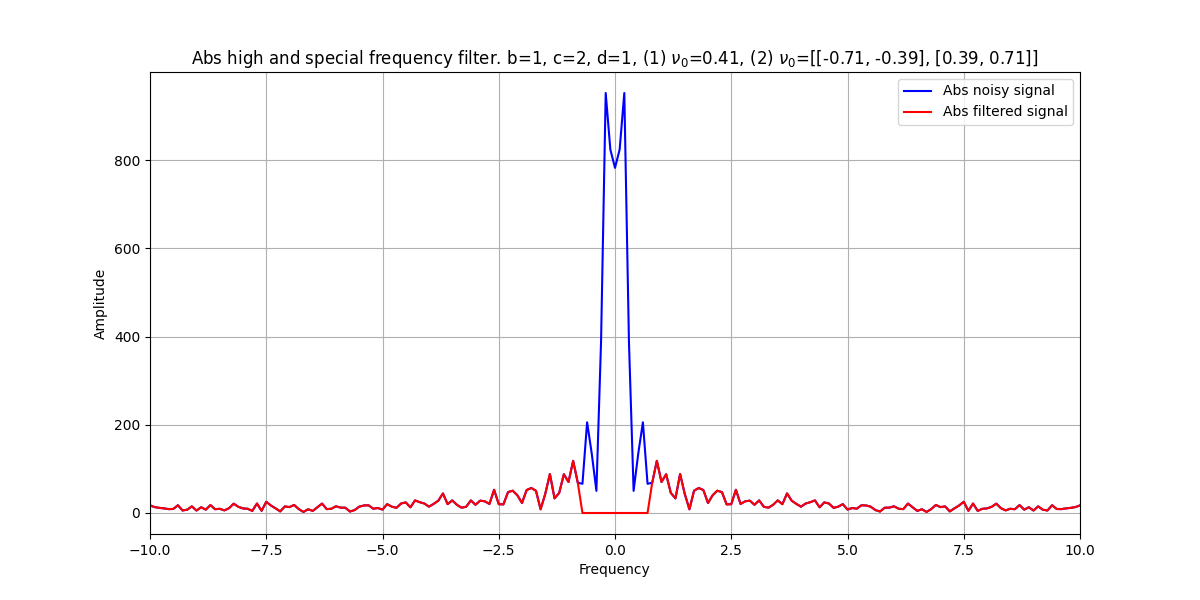 Abs high and special frequency filter. b=1, c=2, d=1, (1) ν₀=0.41, (2) ν₀=[[-0.71, -0.39], [0.39, 0.71]]
Abs noisy signal
Abs filtered signal
Amplitude
800
600
400
200
0
−10.0 −7.5 −5.0 −2.5 0.0 2.5 5.0 7.5 10.0
Frequency